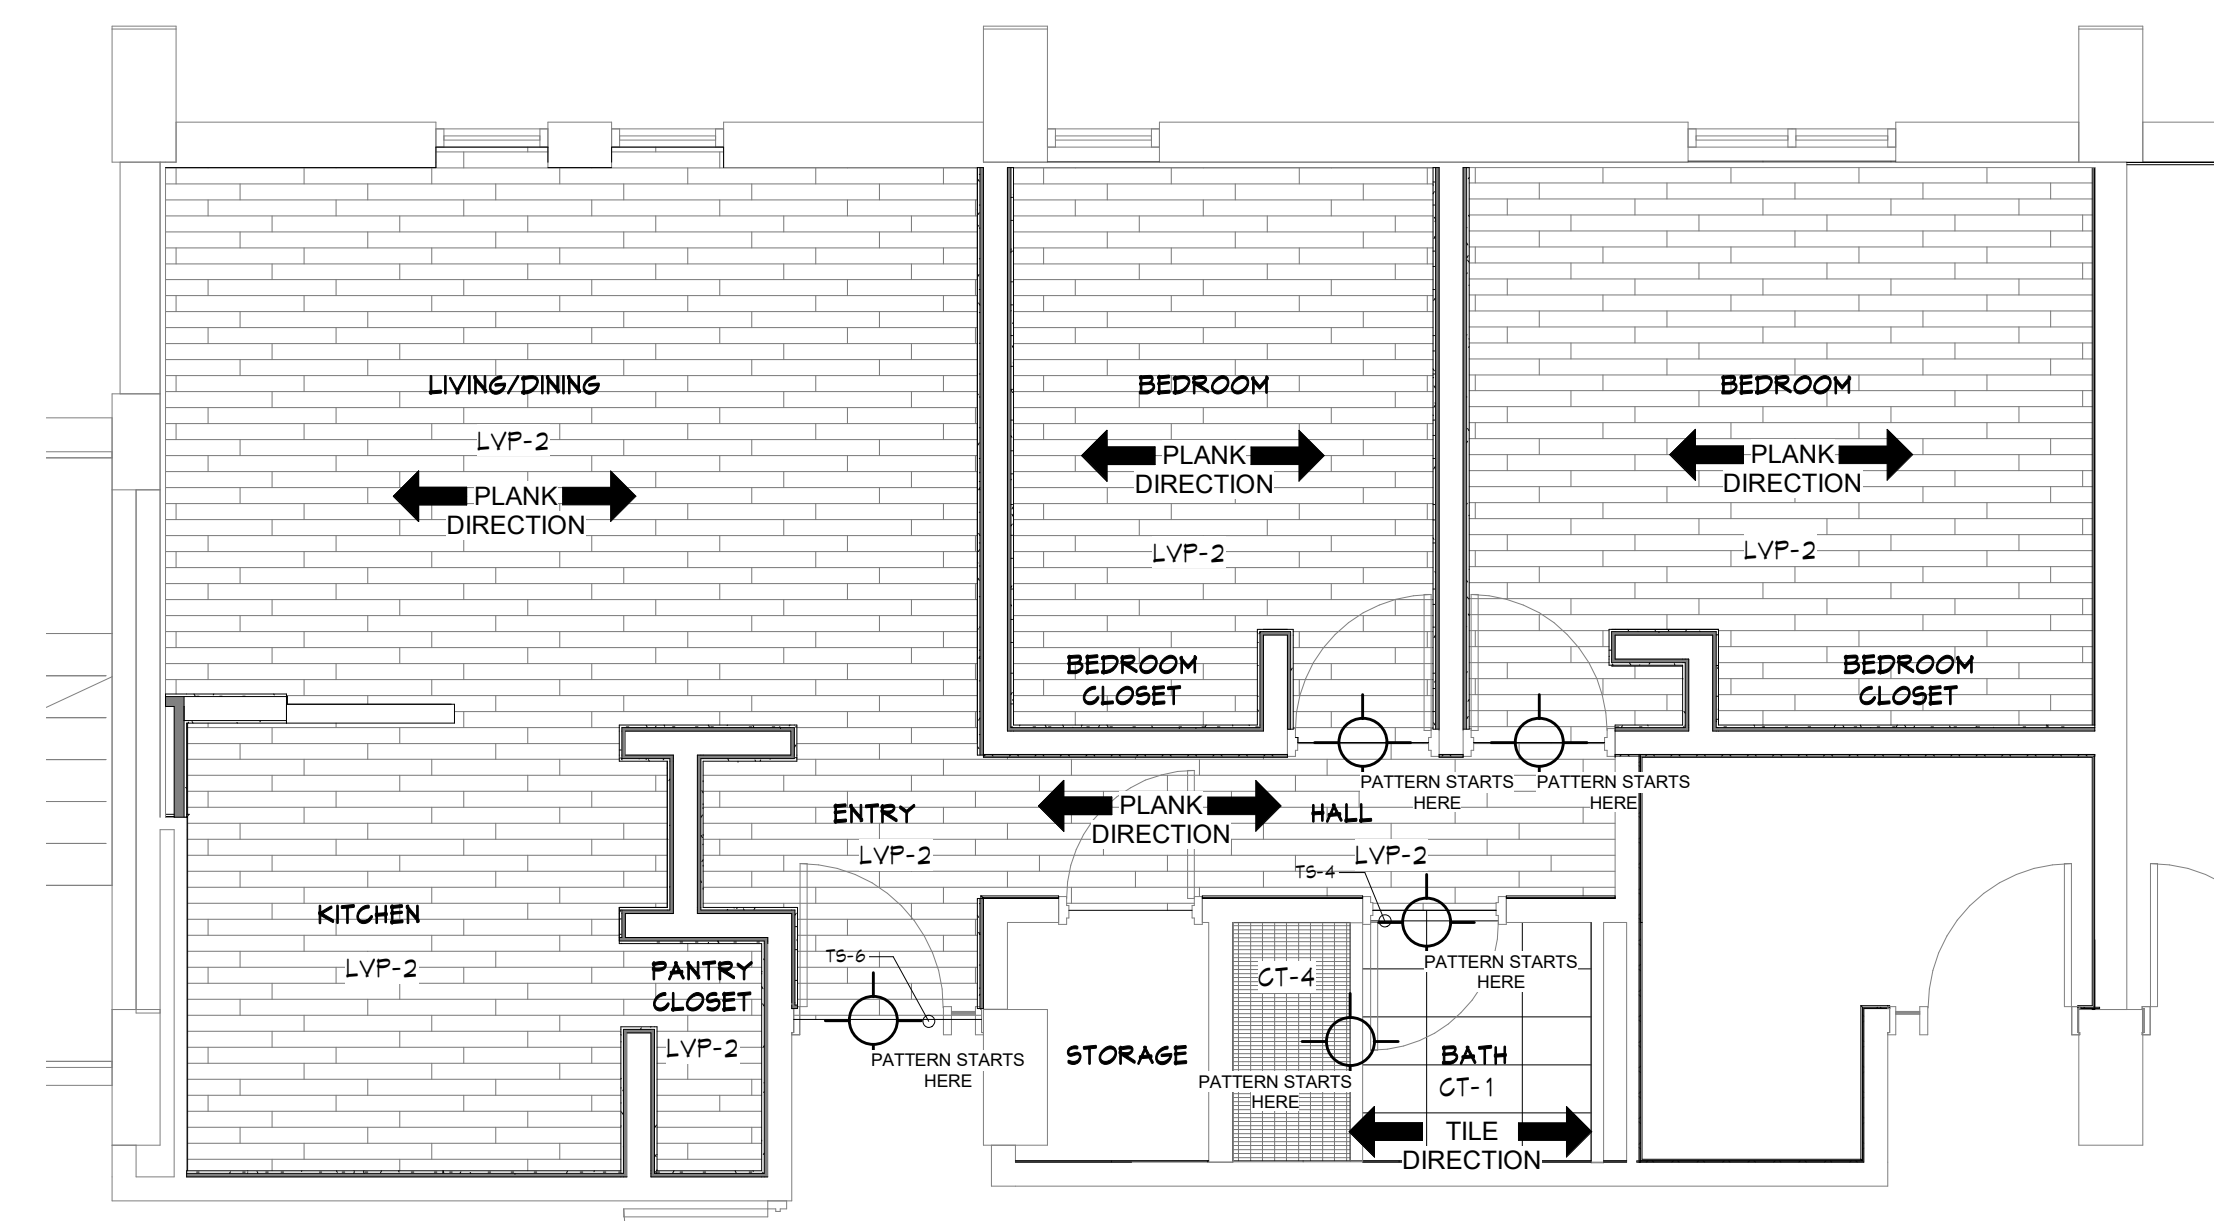 LIVING/DINING
LVP-2
PLANK
DIRECTION
BEDROOM
PLANK
DIRECTION
LVP-2
BEDROOM
CLOSET
BEDROOM
PLANK
DIRECTION
LVP-2
BEDROOM
CLOSET
PATTERN STARTS
HERE
PATTERN STARTS
HERE
ENTRY
LVP-2
PLANK
DIRECTION
HALL
LVP-2
TS-4
KITCHEN
LVP-2
PANTRY
CLOSET
LVP-2
TS-6
PATTERN STARTS
HERE
STORAGE
CT-4
PATTERN STARTS
HERE
PATTERN STARTS
HERE
BATH
CT-1
TILE
DIRECTION